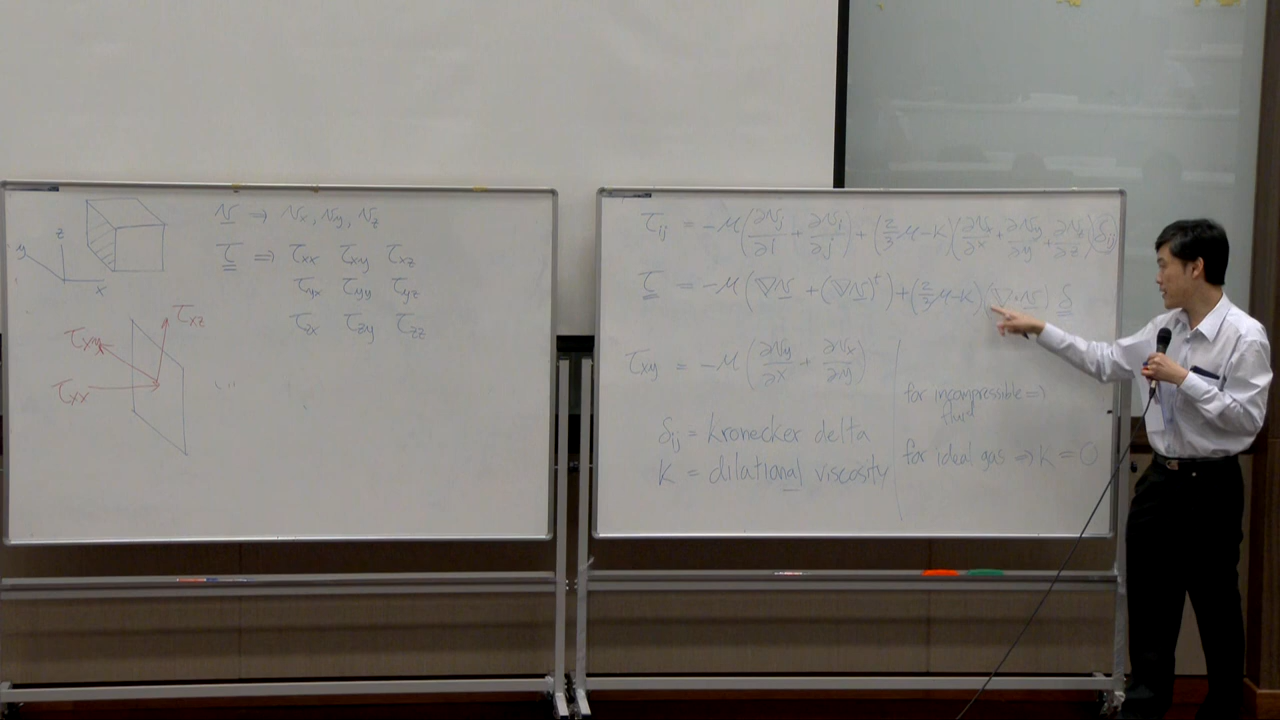 z
y
x
v ⇒ vx, vy, vz
τ ⇒ τxx τxy τxz
τyx τyy τyz
τzx τzy τzz
τxz
τxy
τxx
τij = -μ(∂vj/∂i + ∂vi/∂j) + (2/3 μ-κ)(∂vx/∂x + ∂vy/∂y + ∂vz/∂z) δij
τ = -μ(∇v + (∇v)^t) + (2/3 μ-κ)(∇•v) δ
τxy = -μ(∂vy/∂x + ∂vx/∂y)
δij = kronecker delta
κ = dilational viscosity
for incompressible ⇒
fluid
for ideal gas ⇒ κ = 0